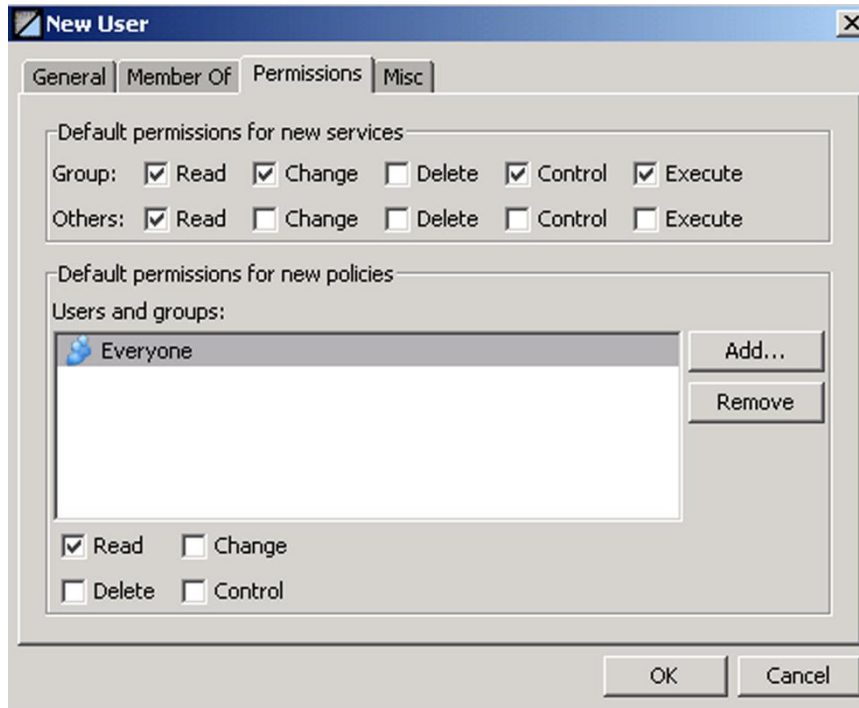 New User
General Member Of Permissions Misc
Default permissions for new services
Group: Read Change Delete Control Execute
Others: Read Change Delete Control Execute
Default permissions for new policies
Users and groups:
Everyone
Add...
Remove
Read Change
Delete Control
OK Cancel